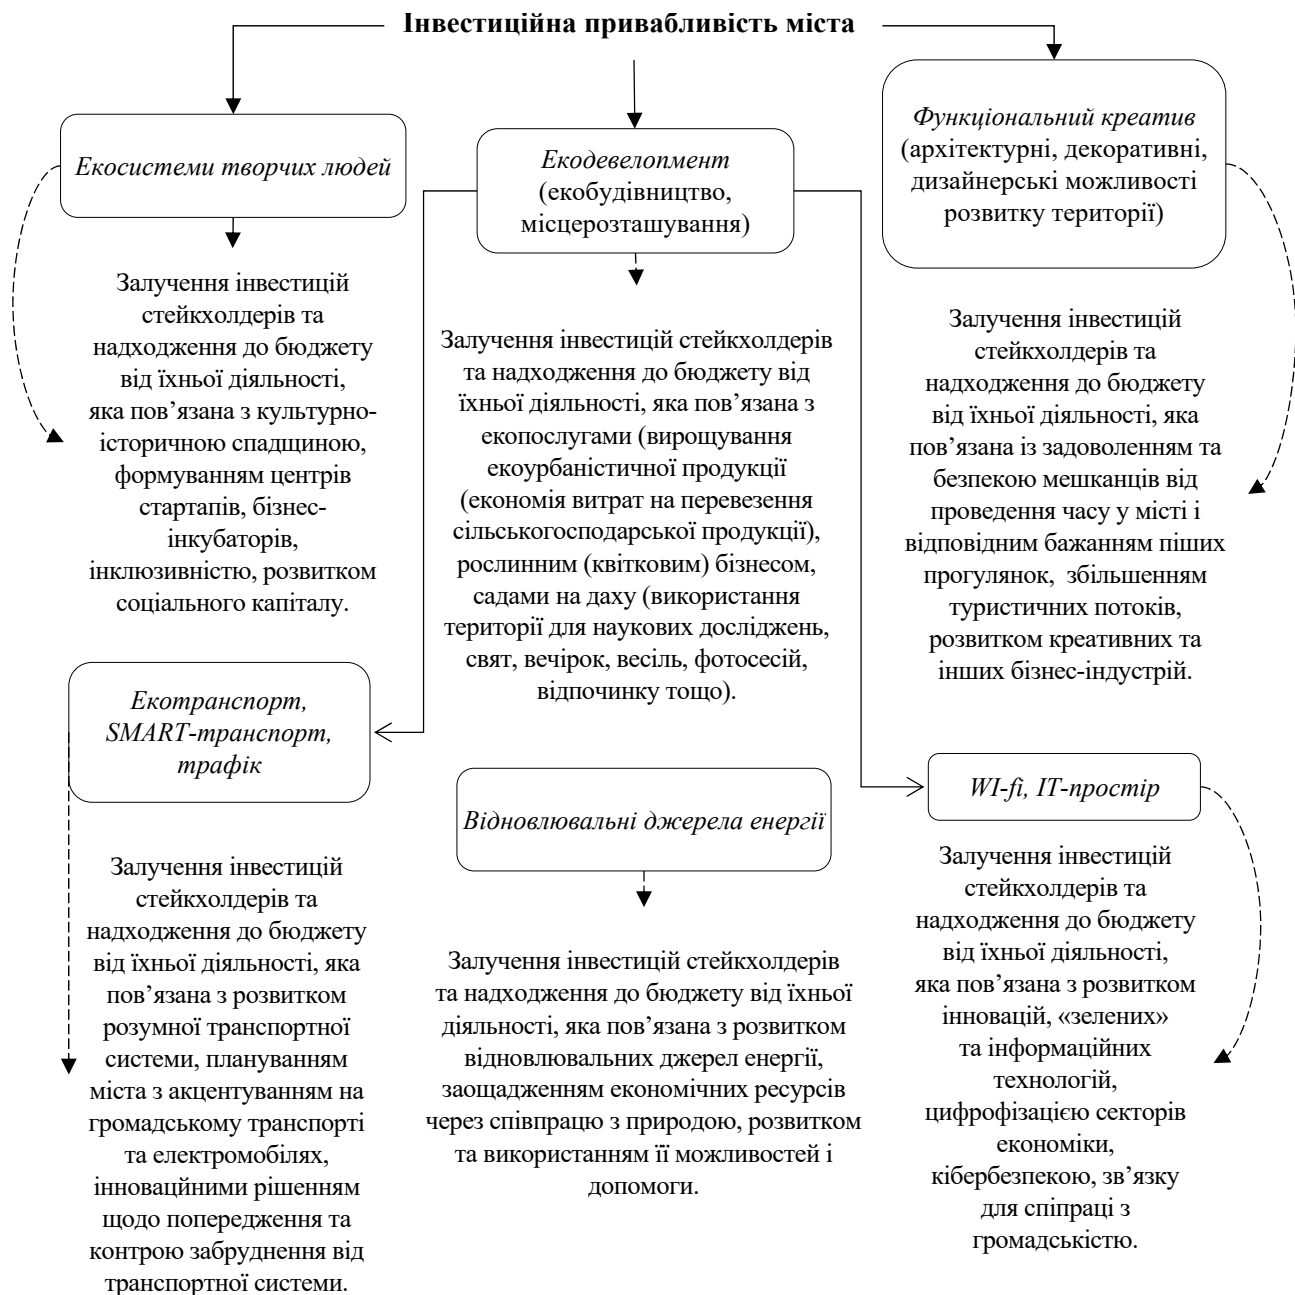 Інвестиційна привабливість міста
Екосистеми творчих людей
Залучення інвестицій
стейкхолдерів та
надходження до бюджету
від їхньої діяльності,
яка пов’язана з культурно-
історичною спадщиною,
формуванням центрів
стартапів, бізнес-
інкубаторів,
інклюзивністю, розвитком
соціального капіталу.
Екодевелопмент
(екобудівництво,
місцерозташування)
Залучення інвестицій стейкхолдерів
та надходження до бюджету від
їхньої діяльності, яка пов’язана з
екопослугами (вирощування
екоурбаністичної продукції
(економія витрат на перевезення
сільськогосподарської продукції),
рослинним (квітковим) бізнесом,
садами на даху (використання
території для наукових досліджень,
свят, вечірок, весіль, фотосесій,
відпочинку тощо).
Функціональний креатив
(архітектурні, декоративні,
дизайнерські можливості
розвитку території)
Залучення інвестицій
стейкхолдерів та
надходження до бюджету
від їхньої діяльності, яка
пов’язана із задоволенням та
безпекою мешканців від
проведення часу у місті і
відповідним бажанням піших
прогулянок, збільшенням
туристичних потоків,
розвитком креативних та
інших бізнес-індустрій.
Екотранспорт,
SMART-транспорт,
трафік
Залучення інвестицій
стейкхолдерів та
надходження до бюджету
від їхньої діяльності, яка
пов’язана з розвитком
розумної транспортної
системи, плануванням
міста з акцентуванням на
громадському транспорті
та електромобілях,
інноваційними рішенням
щодо попередження та
контрою забруднення від
транспортної системи.
Відновлювальні джерела енергії
Залучення інвестицій стейкхолдерів
та надходження до бюджету від їхньої
діяльності, яка пов’язана з розвитком
відновлювальних джерел енергії,
заощадженням економічних ресурсів
через співпрацю з природою, розвитком
та використанням її можливостей і
допомоги.
WI-fi, IT-простір
Залучення інвестицій
стейкхолдерів та
надходження до бюджету
від їхньої діяльності,
яка пов’язана з розвитком
інновацій, «зелених»
та інформаційних
технологій,
цифрофізацією секторів
економіки,
кібербезпекою, зв’язку
для спіпраці з
громадськістю.